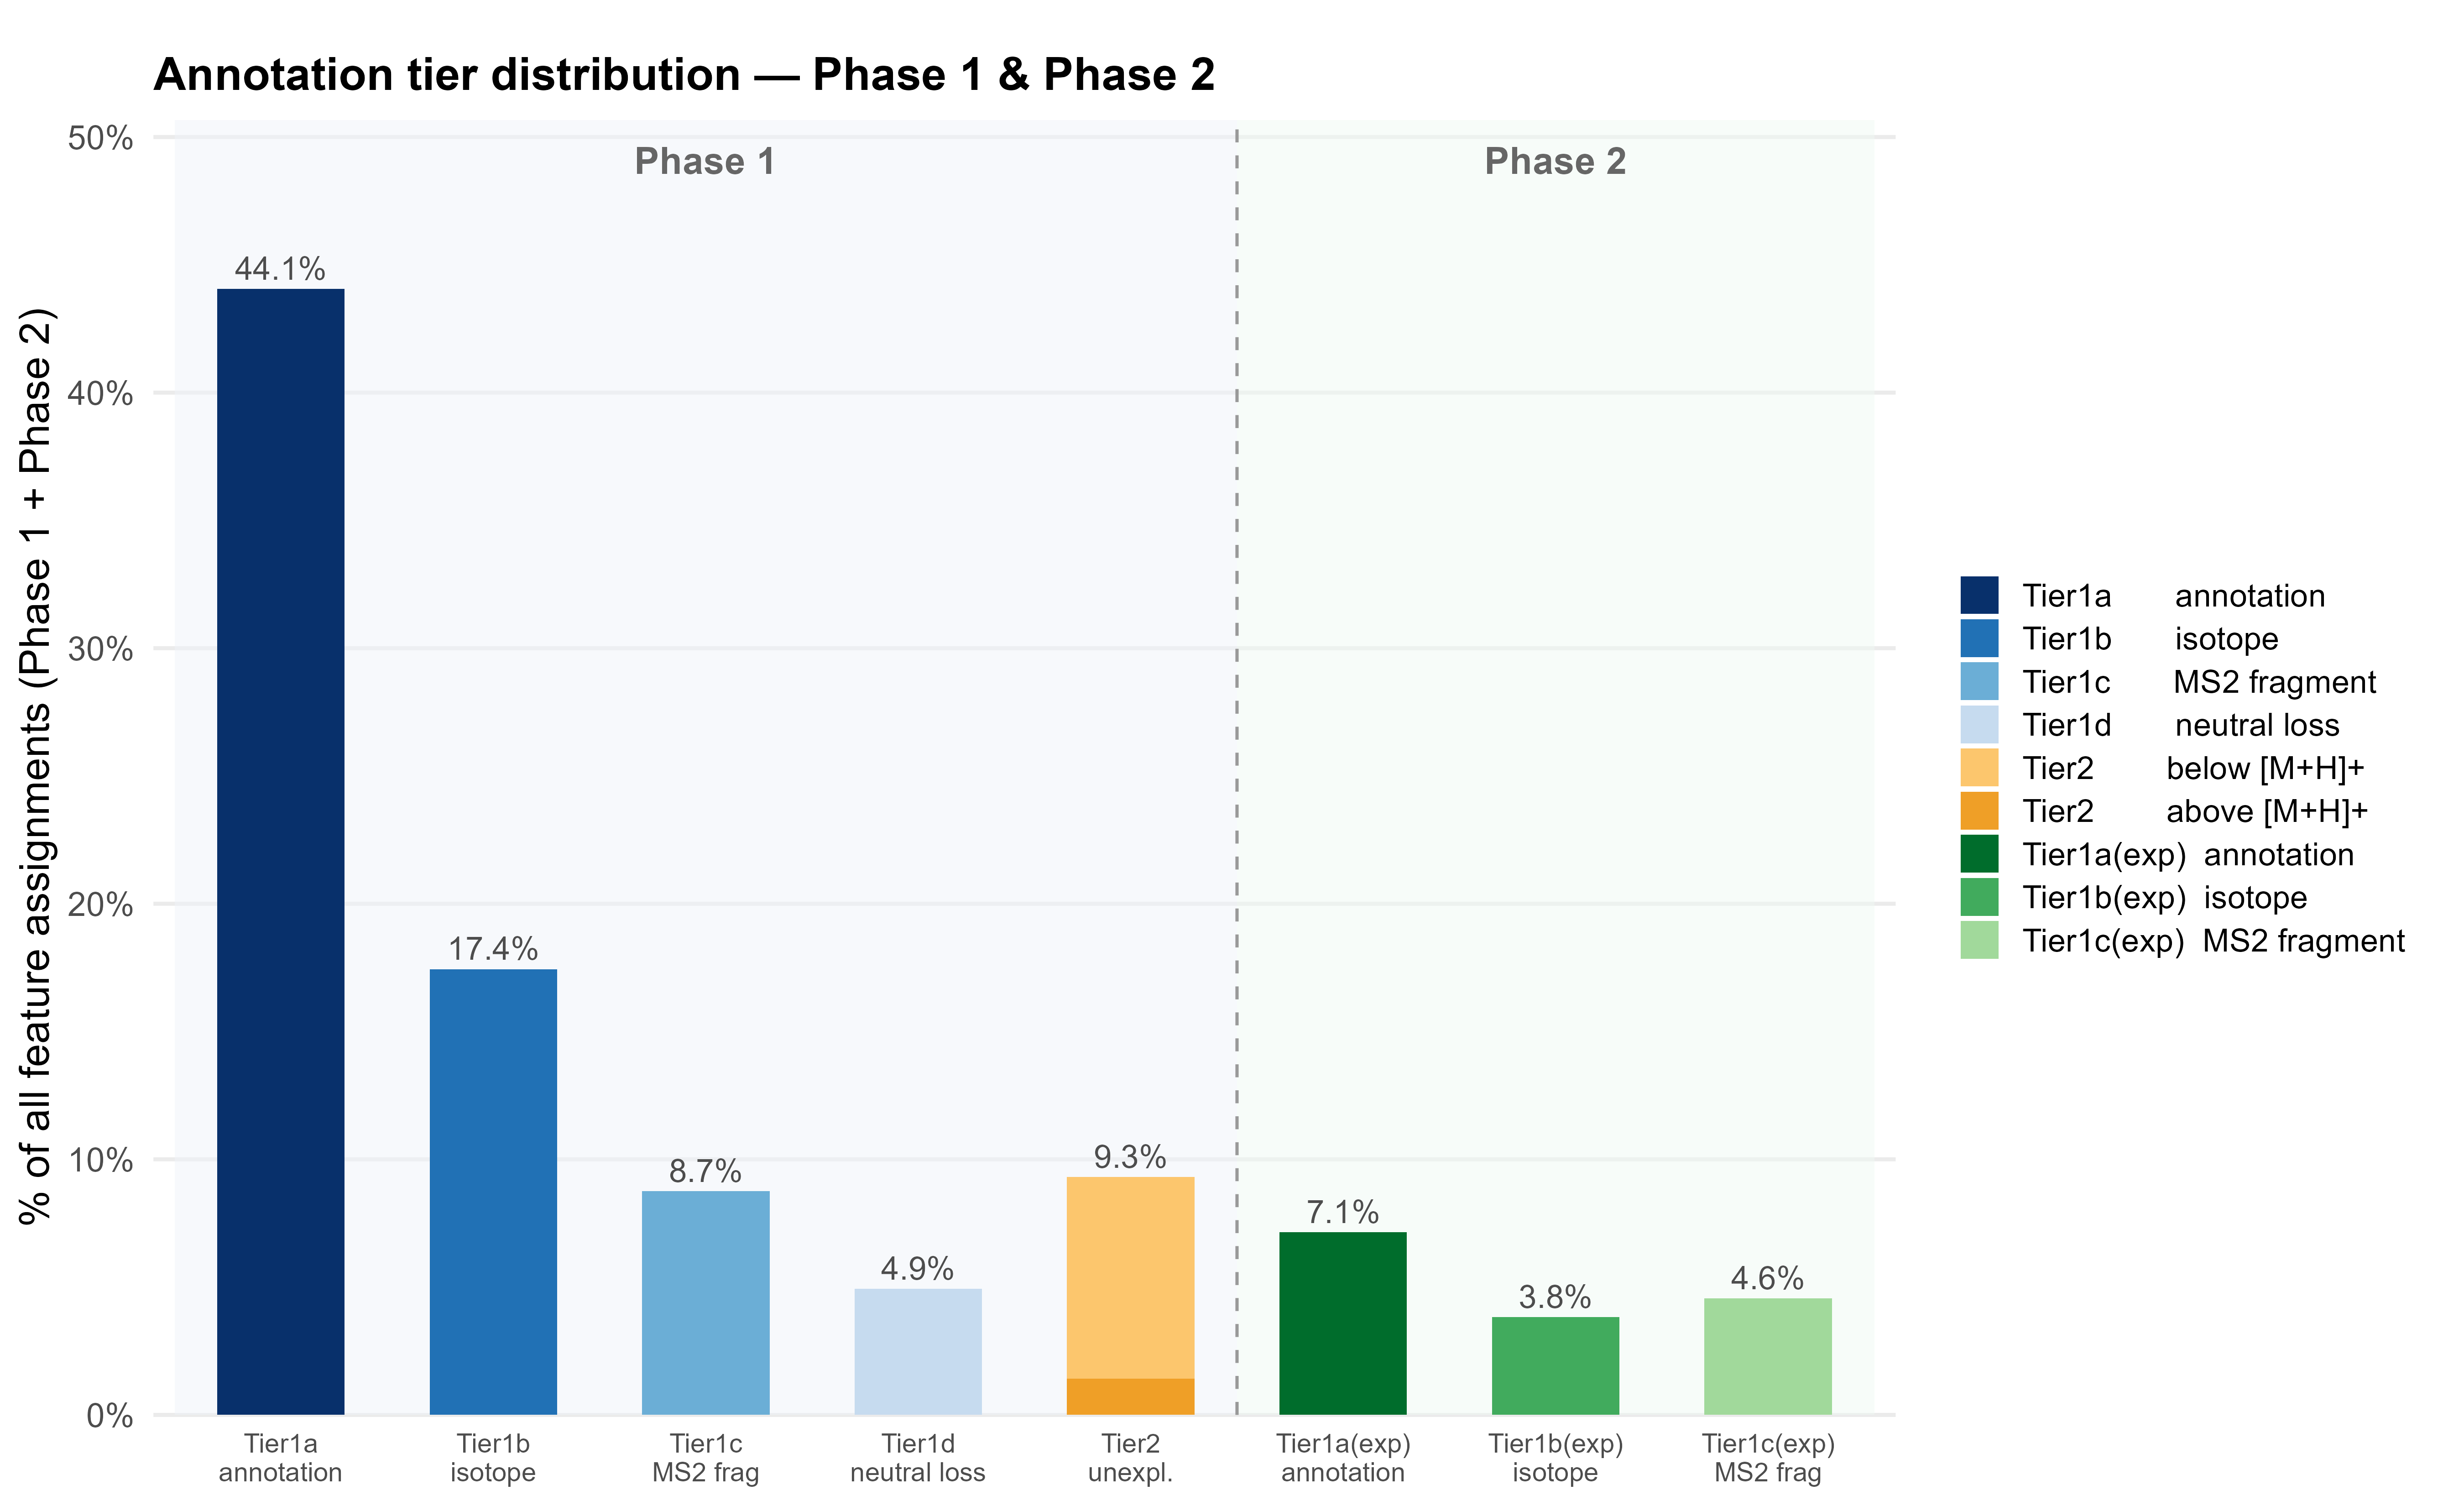 Annotation tier distribution — Phase 1 & Phase 2
% of all feature assignments (Phase 1 + Phase 2)
50%
40%
30%
20%
10%
0%
Phase 1
Phase 2
44.1%
17.4%
8.7%
4.9%
9.3%
7.1%
3.8%
4.6%
Tier1a
annotation
Tier1b
isotope
Tier1c
MS2 frag
Tier1d
neutral loss
Tier2
unexpl.
Tier1a(exp)
annotation
Tier1b(exp)
isotope
Tier1c(exp)
MS2 frag
Tier1a annotation
Tier1b isotope
Tier1c MS2 fragment
Tier1d neutral loss
Tier2 below [M+H]+
Tier2 above [M+H]+
Tier1a(exp) annotation
Tier1b(exp) isotope
Tier1c(exp) MS2 fragment